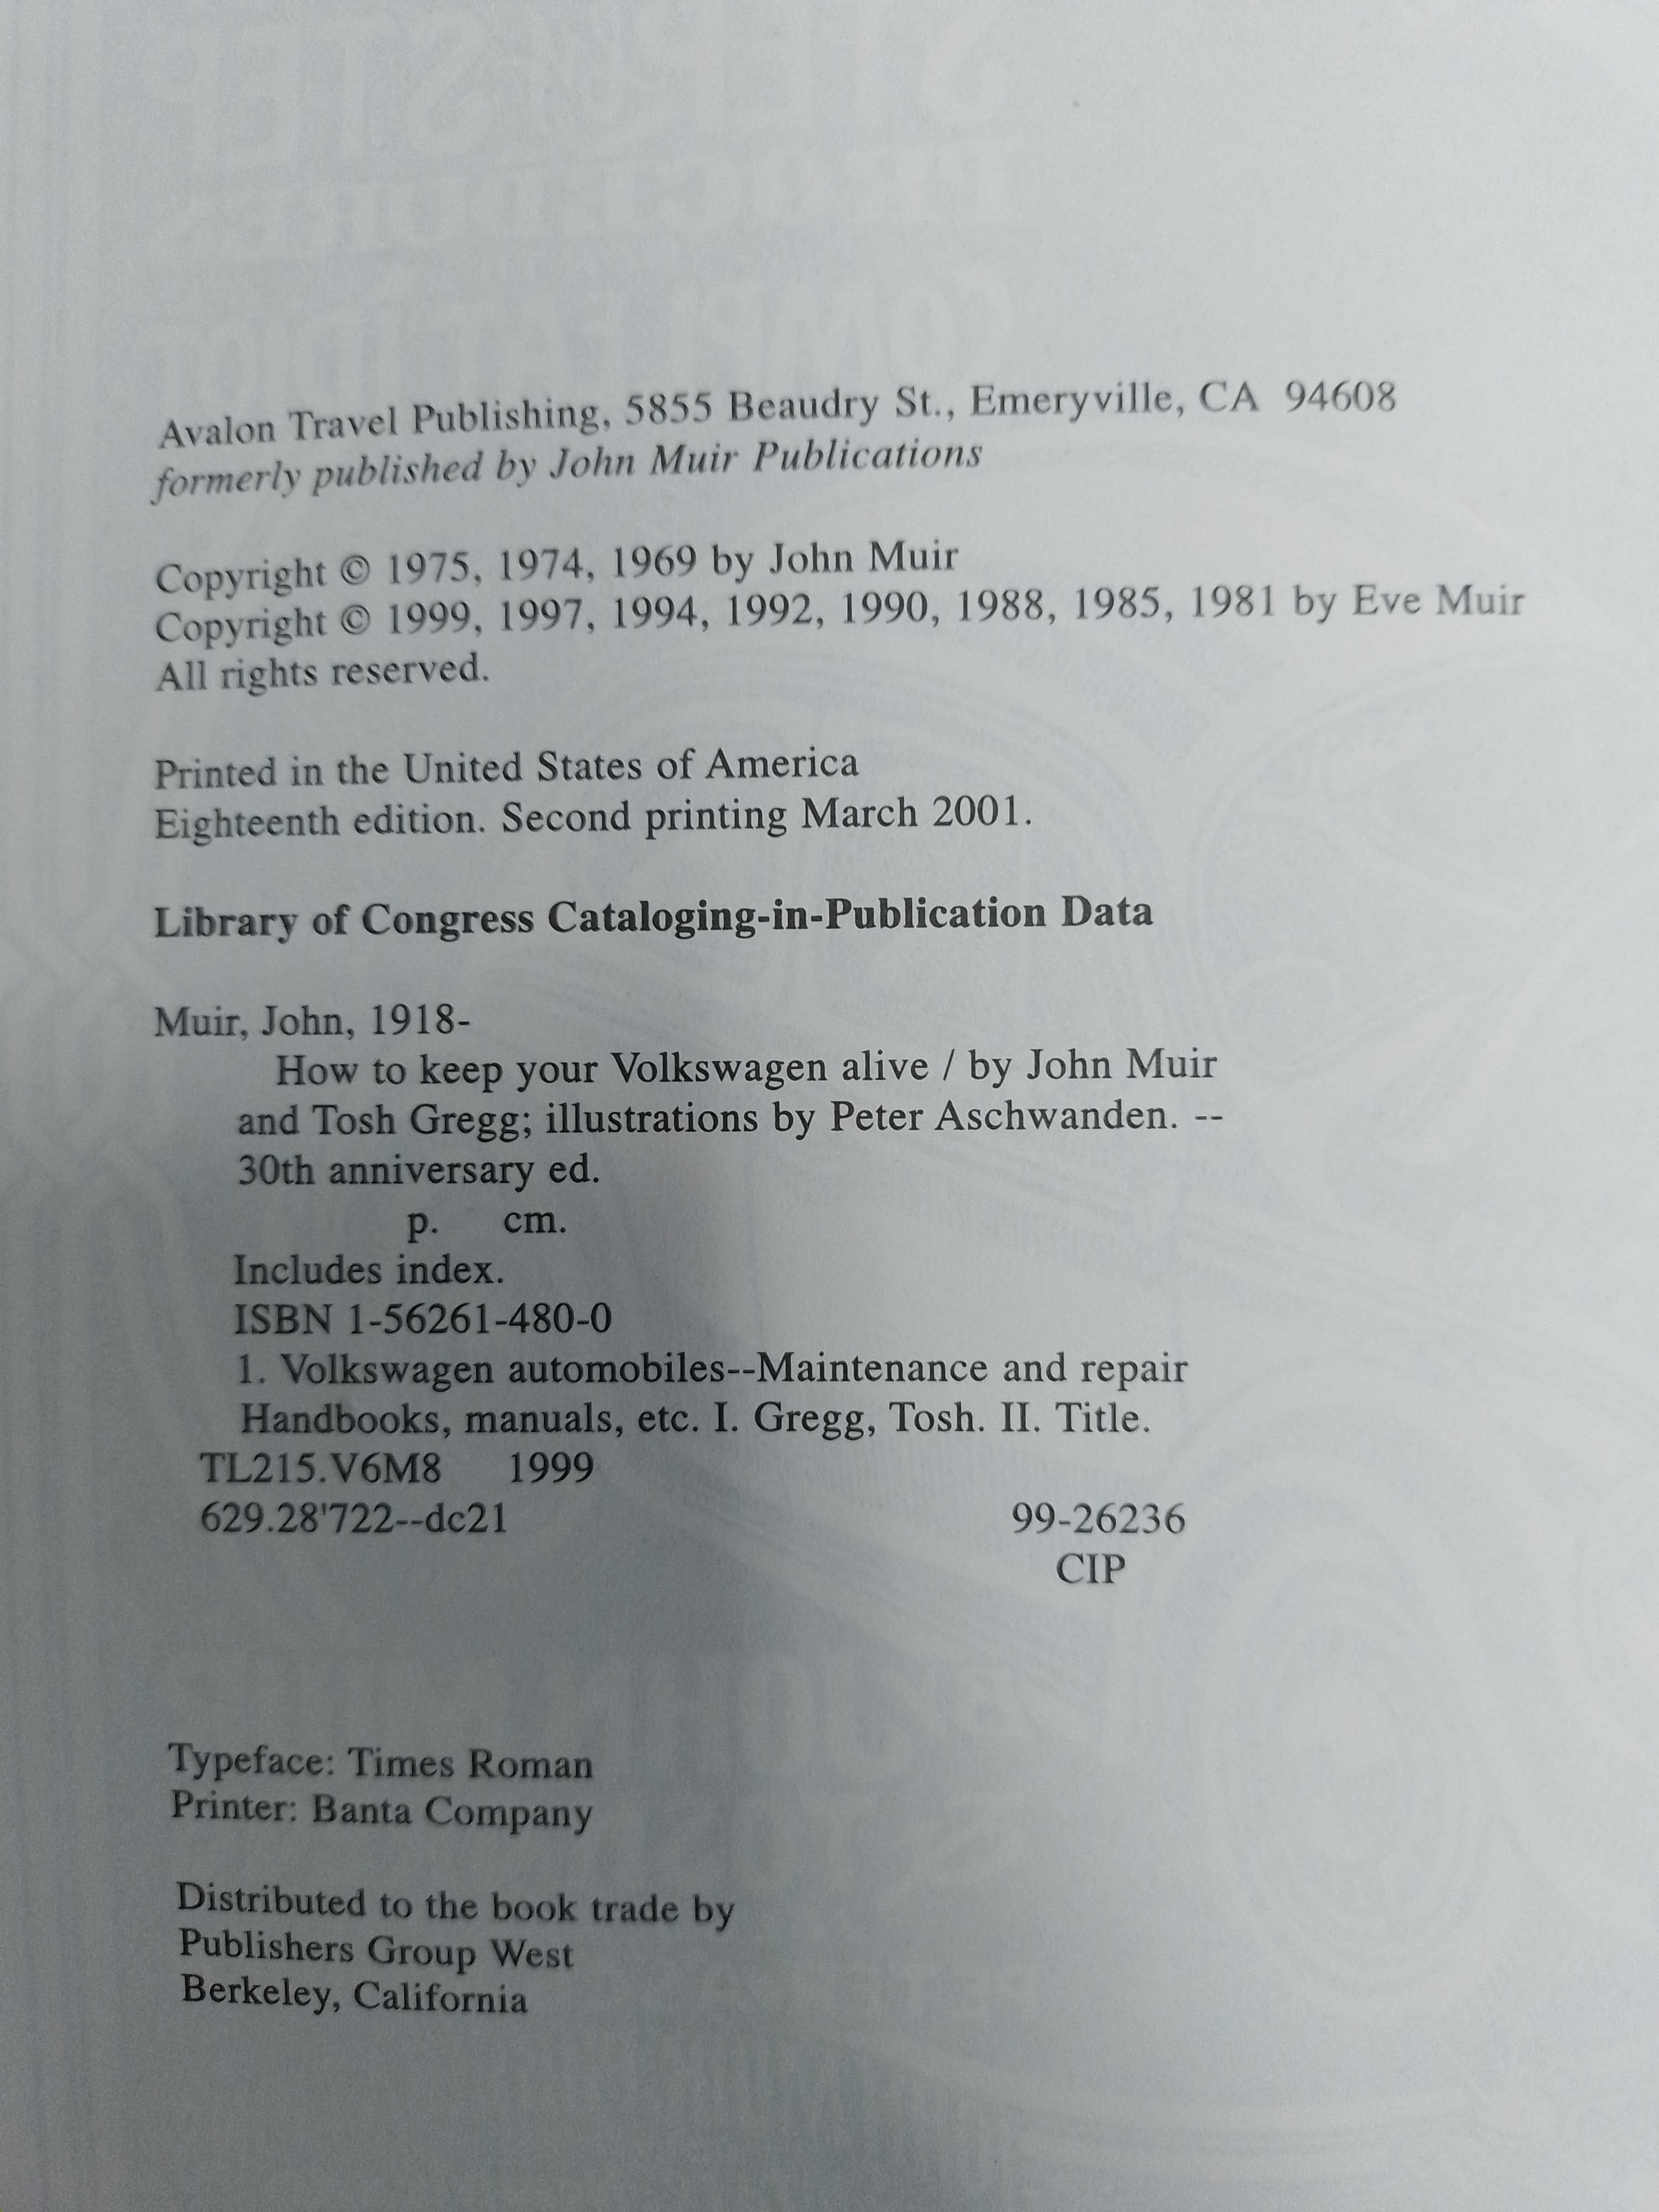 Avalon Travel Publishing, 5855 Beaudry St., Emeryville, CA 94608
formerly published by John Muir Publications
Copyright © 1975, 1974, 1969 by John Muir
Copyright © 1999, 1997, 1994, 1992, 1990, 1988, 1985, 1981 by Eve Muir
All rights reserved.
Printed in the United States of America
Eighteenth edition. Second printing March 2001.
Library of Congress Cataloging-in-Publication Data
Muir, John, 1918-
How to keep your Volkswagen alive / by John Muir
and Tosh Gregg; illustrations by Peter Aschwanden. --
30th anniversary ed.
p. cm.
Includes index.
ISBN 1-56261-480-0
1. Volkswagen automobiles--Maintenance and repair
Handbooks, manuals, etc. I. Gregg, Tosh. II. Title.
TL215.V6M8 1999
629.28'722--dc21 99-26236
CIP
Typeface: Times Roman
Printer: Banta Company
Distributed to the book trade by
Publishers Group West
Berkeley, California